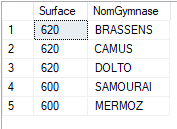 Surface NomGymnase
1 620 BRASSENS
2 620 CAMUS
3 620 DOLTO
4 600 SAMOURAI
5 600 MERMOZ